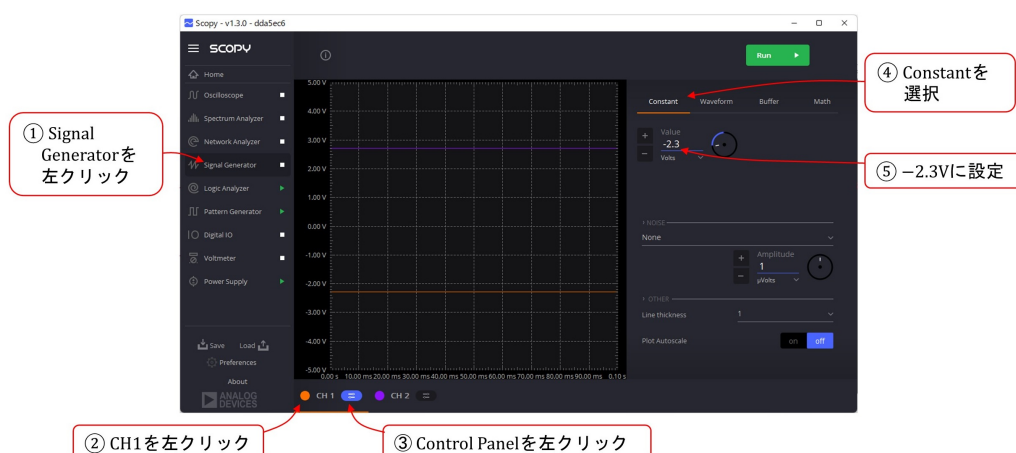 Scopy - v1.3.0 - dda5ec6
SCOPY
Run
Home
Oscilloscope
Spectrum Analyzer
Network Analyzer
Signal Generator
Logic Analyzer
Pattern Generator
Digital IO
Voltmeter
Power Supply
Save Load
Preferences
About
ANALOG
DEVICES
5.00 V
4.00 V
3.00 V
2.00 V
1.00 V
0.00 V
-1.00 V
-2.00 V
-3.00 V
-4.00 V
-5.00 V
0.00 s 10.00 ms 20.00 ms 30.00 ms 40.00 ms 50.00 ms 60.00 ms 70.00 ms 80.00 ms 90.00 ms 0.10 s
CH 1 CH 2
Constant Waveform Buffer Math
Value
-2.3
Volts
NOISE
None
Amplitude
1
µVolts
OTHER
Line thickness 1
Plot Autoscale on off
① Signal
Generatorを
左クリック
② CH1を左クリック
③ Control Panelを左クリック
④ Constantを
選択
⑤ −2.3Vに設定